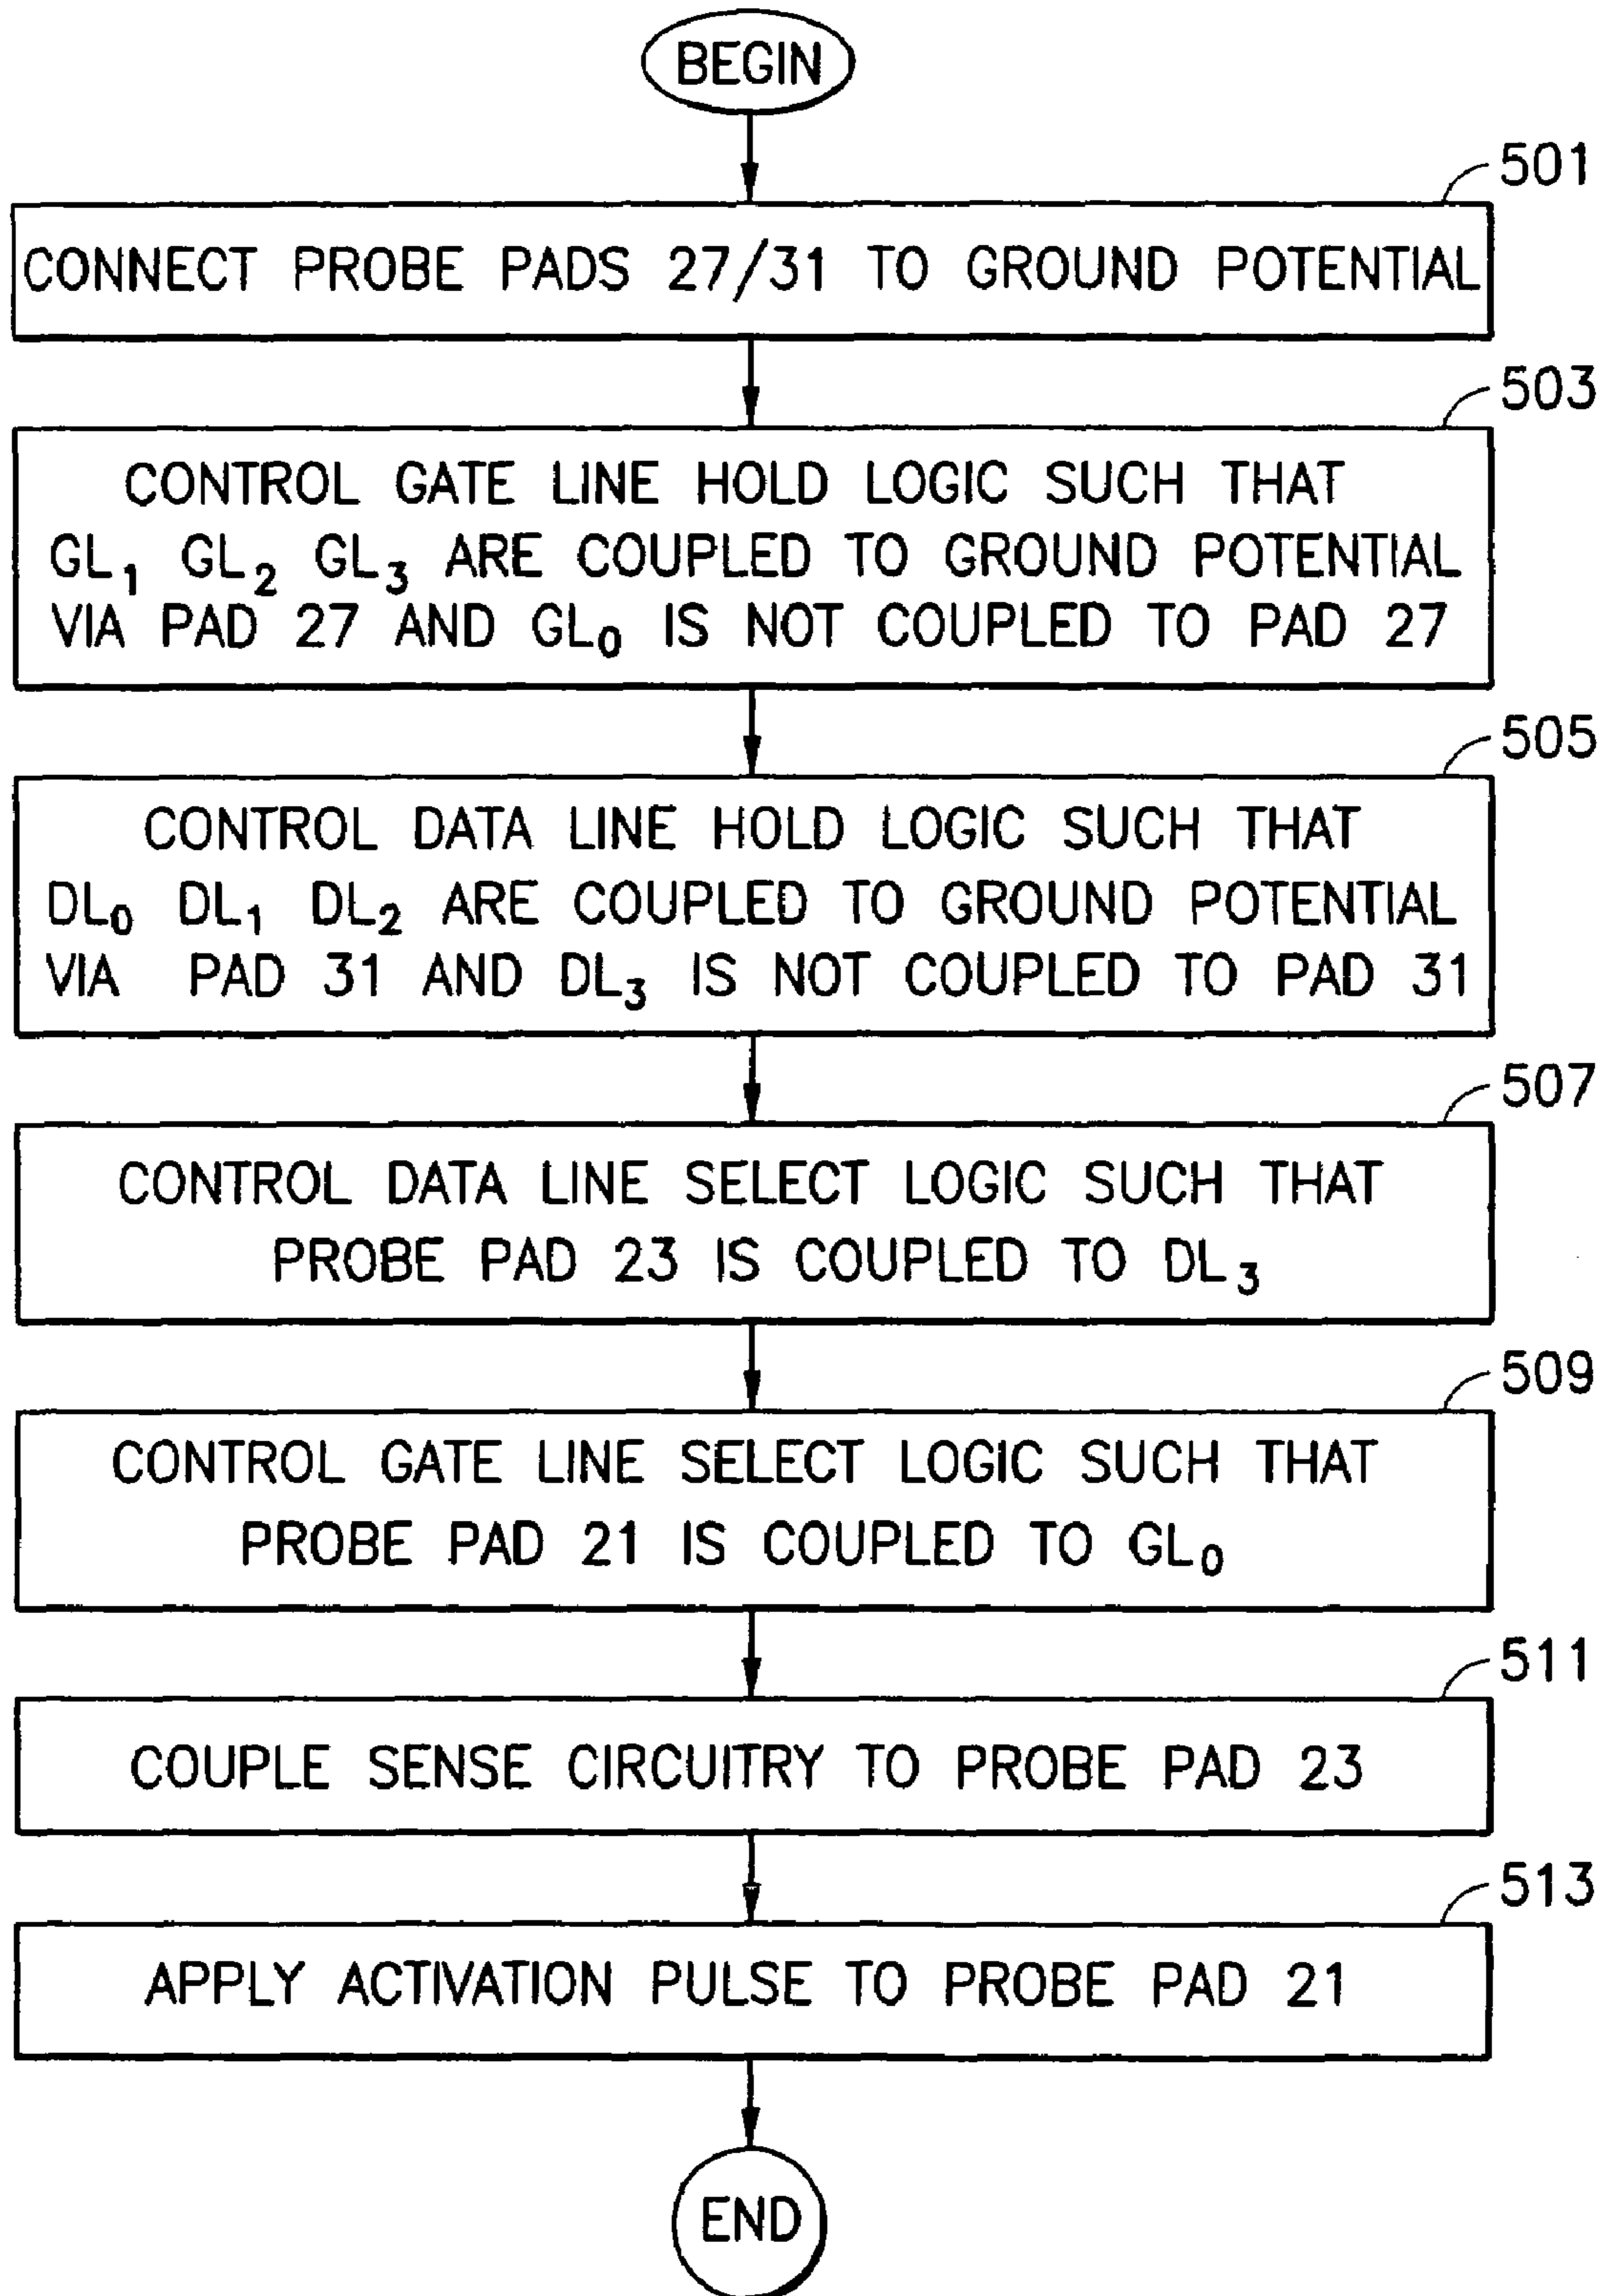 BEGIN
501
CONNECT PROBE PADS 27/31 TO GROUND POTENTIAL
503
CONTROL GATE LINE HOLD LOGIC SUCH THAT
GL₁ GL₂ GL₃ ARE COUPLED TO GROUND POTENTIAL
VIA PAD 27 AND GL₀ IS NOT COUPLED TO PAD 27
505
CONTROL DATA LINE HOLD LOGIC SUCH THAT
DL₀ DL₁ DL₂ ARE COUPLED TO GROUND POTENTIAL
VIA PAD 31 AND DL₃ IS NOT COUPLED TO PAD 31
507
CONTROL DATA LINE SELECT LOGIC SUCH THAT
PROBE PAD 23 IS COUPLED TO DL₃
509
CONTROL GATE LINE SELECT LOGIC SUCH THAT
PROBE PAD 21 IS COUPLED TO GL₀
511
COUPLE SENSE CIRCUITRY TO PROBE PAD 23
513
APPLY ACTIVATION PULSE TO PROBE PAD 21
END